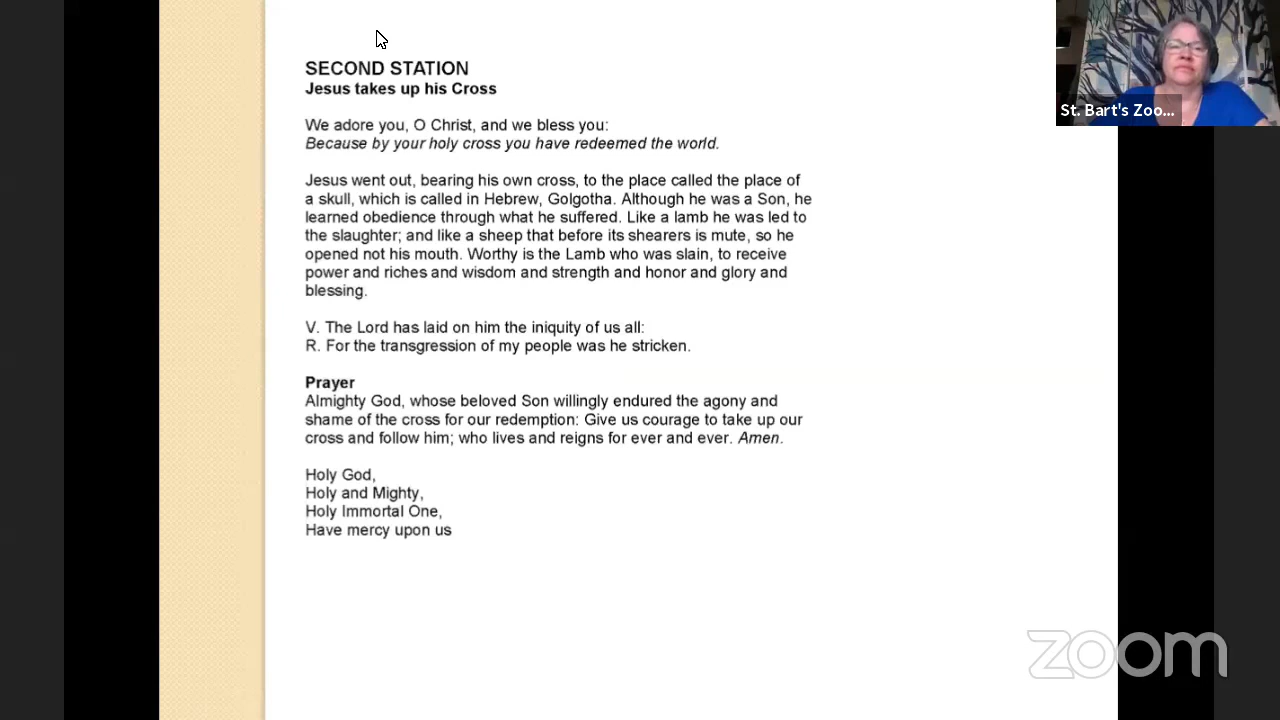 SECOND STATION
Jesus takes up his Cross
We adore you, O Christ, and we bless you:
Because by your holy cross you have redeemed the world.
Jesus went out, bearing his own cross, to the place called the place of
a skull, which is called in Hebrew, Golgotha. Although he was a Son, he
learned obedience through what he suffered. Like a lamb he was led to
the slaughter; and like a sheep that before its shearers is mute, so he
opened not his mouth. Worthy is the Lamb who was slain, to receive
power and riches and wisdom and strength and honor and glory and
blessing.
V. The Lord has laid on him the iniquity of us all:
R. For the transgression of my people was he stricken.
Prayer
Almighty God, whose beloved Son willingly endured the agony and
shame of the cross for our redemption: Give us courage to take up our
cross and follow him; who lives and reigns for ever and ever. Amen.
Holy God,
Holy and Mighty,
Holy Immortal One,
Have mercy upon us
St. Bart's Zoo...
zoom